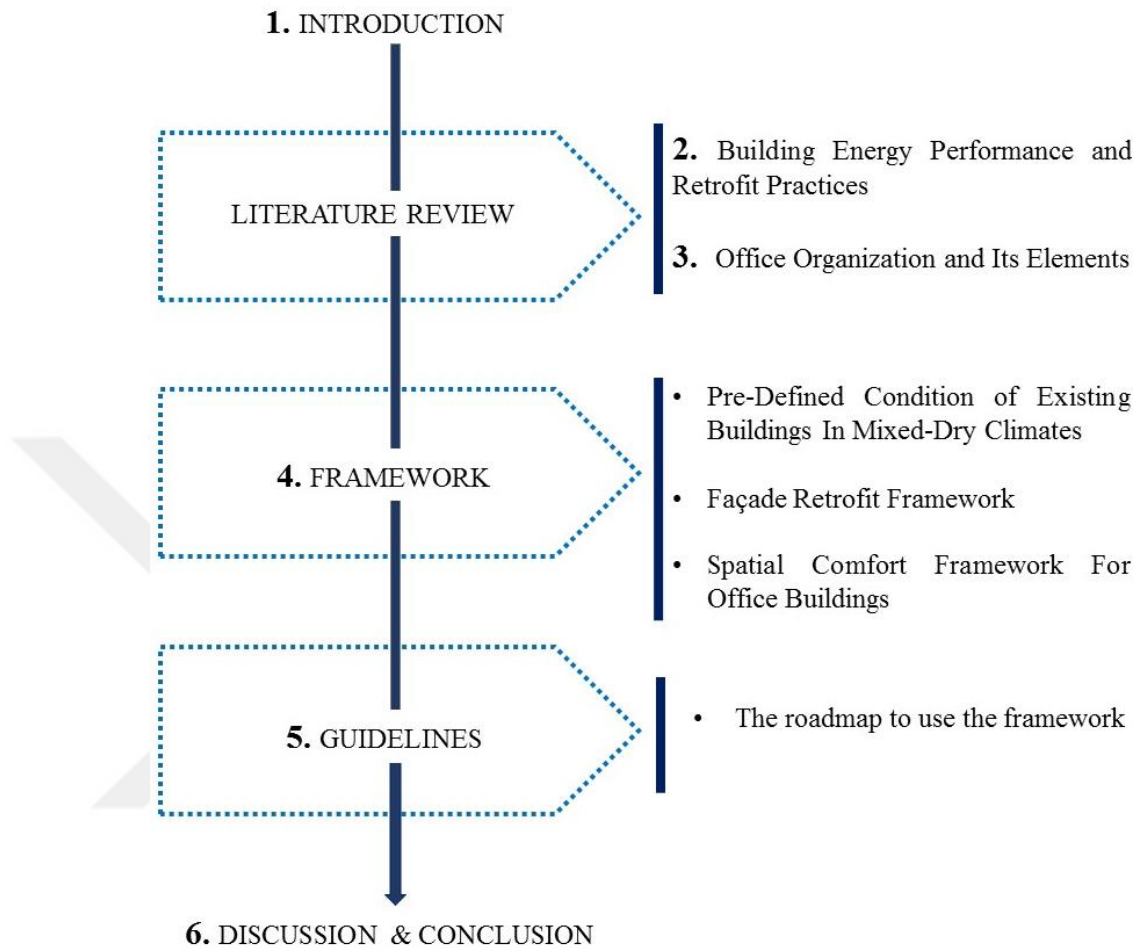 1. INTRODUCTION
LITERATURE REVIEW
2. Building Energy Performance and
Retrofit Practices
3. Office Organization and Its Elements
4. FRAMEWORK
• Pre-Defined Condition of Existing
Buildings In Mixed-Dry Climates
• Façade Retrofit Framework
• Spatial Comfort Framework For
Office Buildings
5. GUIDELINES
• The roadmap to use the framework
6. DISCUSSION & CONCLUSION